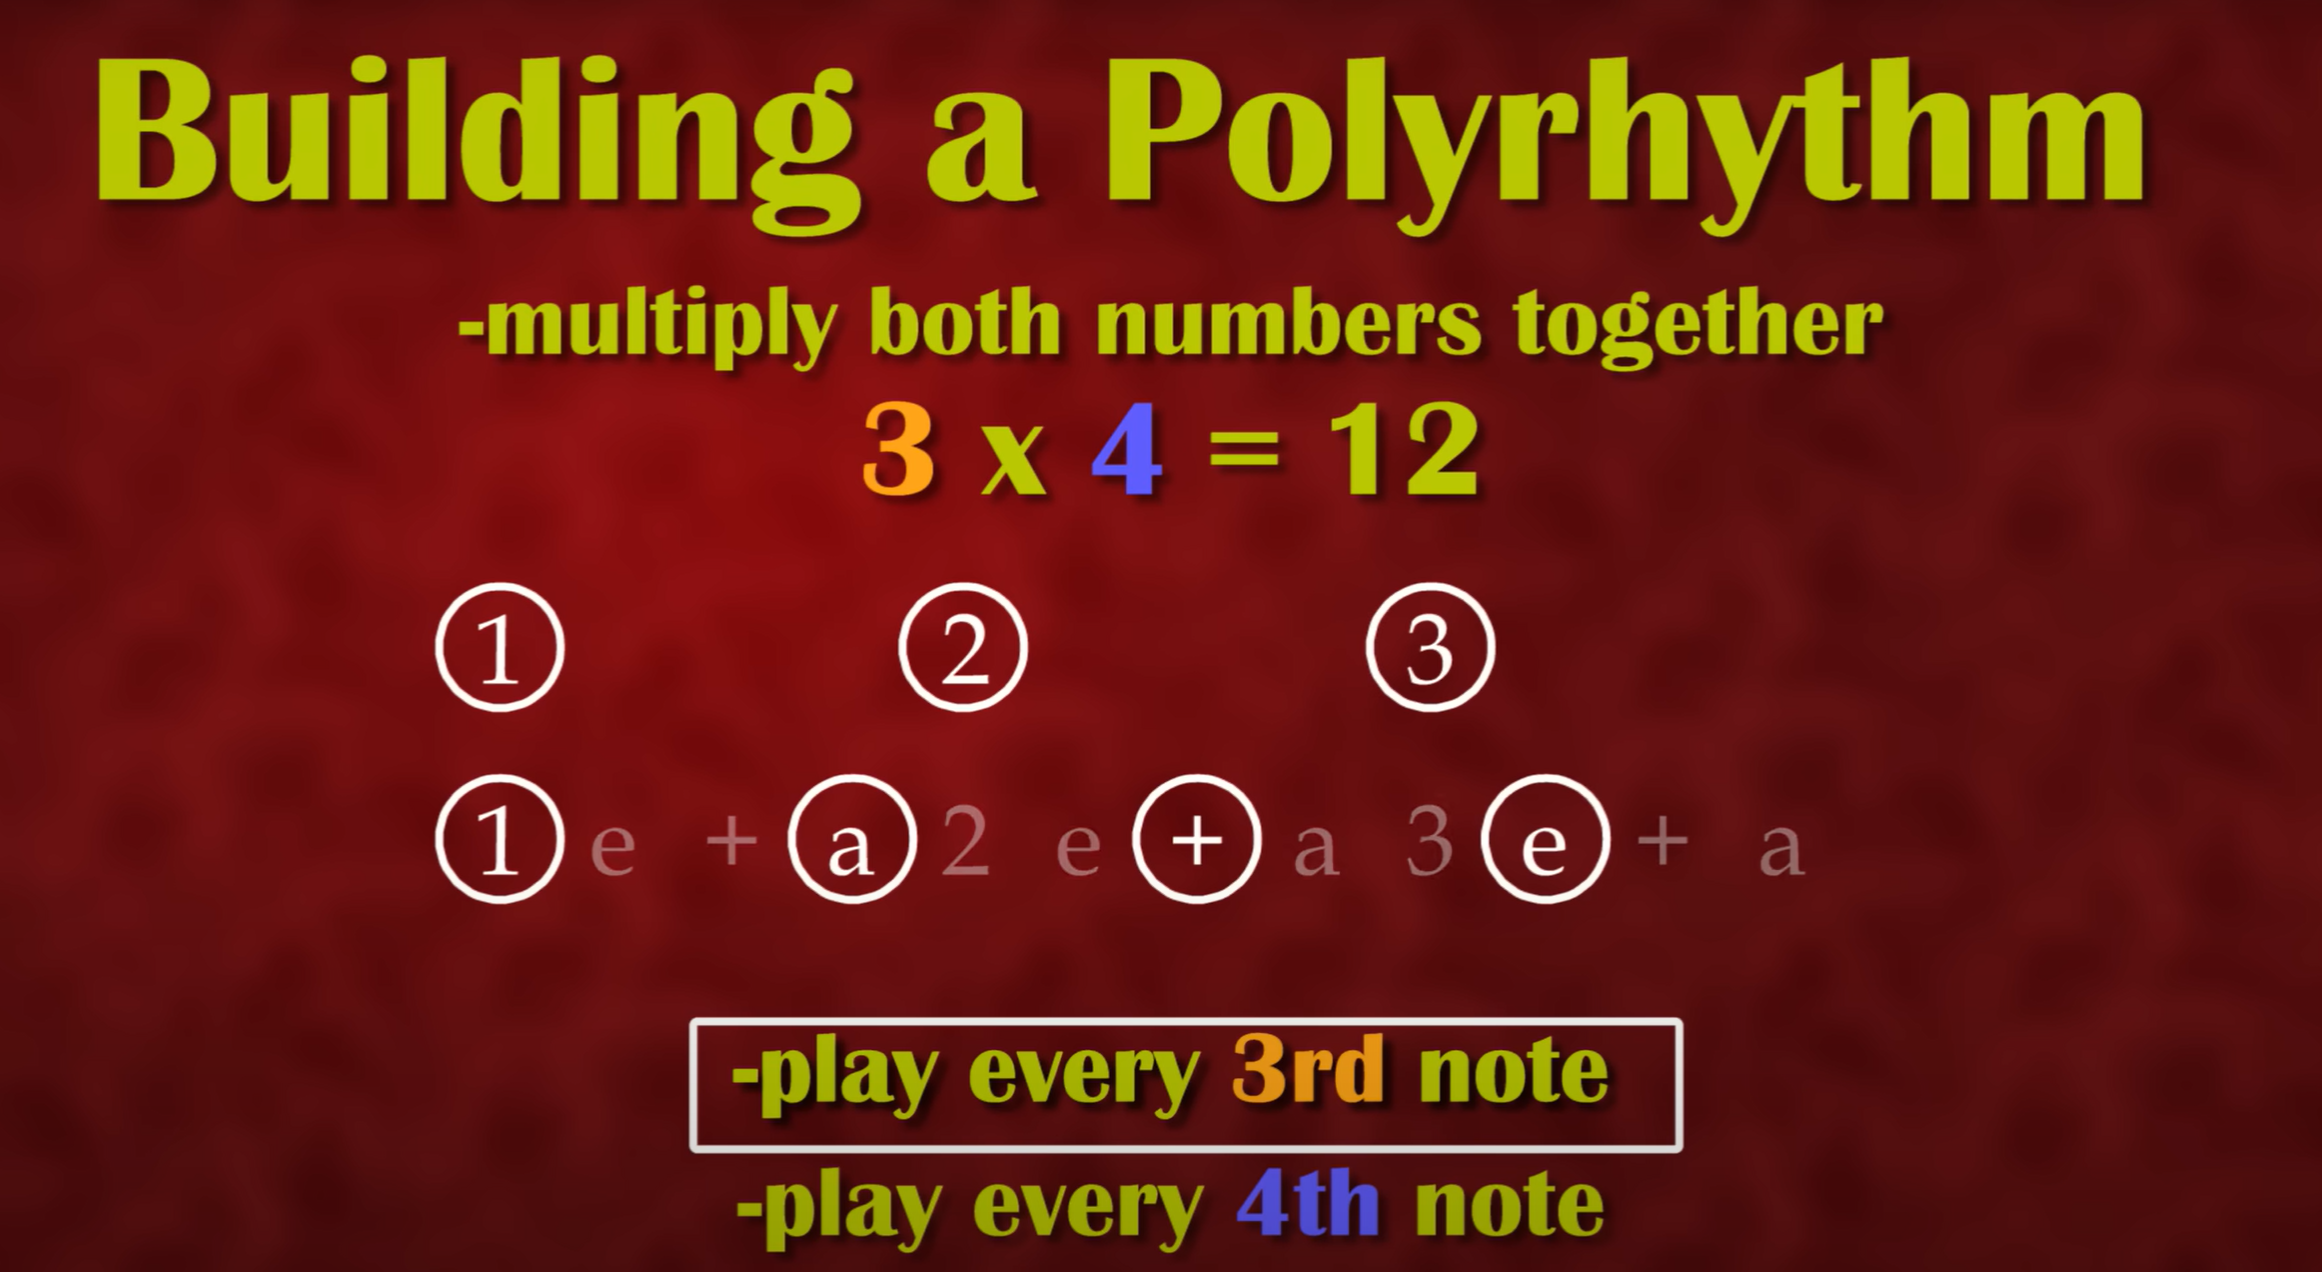 Building a Polyrhythm
-multiply both numbers together
3 x 4 = 12
1 2 3
1 e + a 2 e + a 3 e + a
-play every 3rd note
-play every 4th note